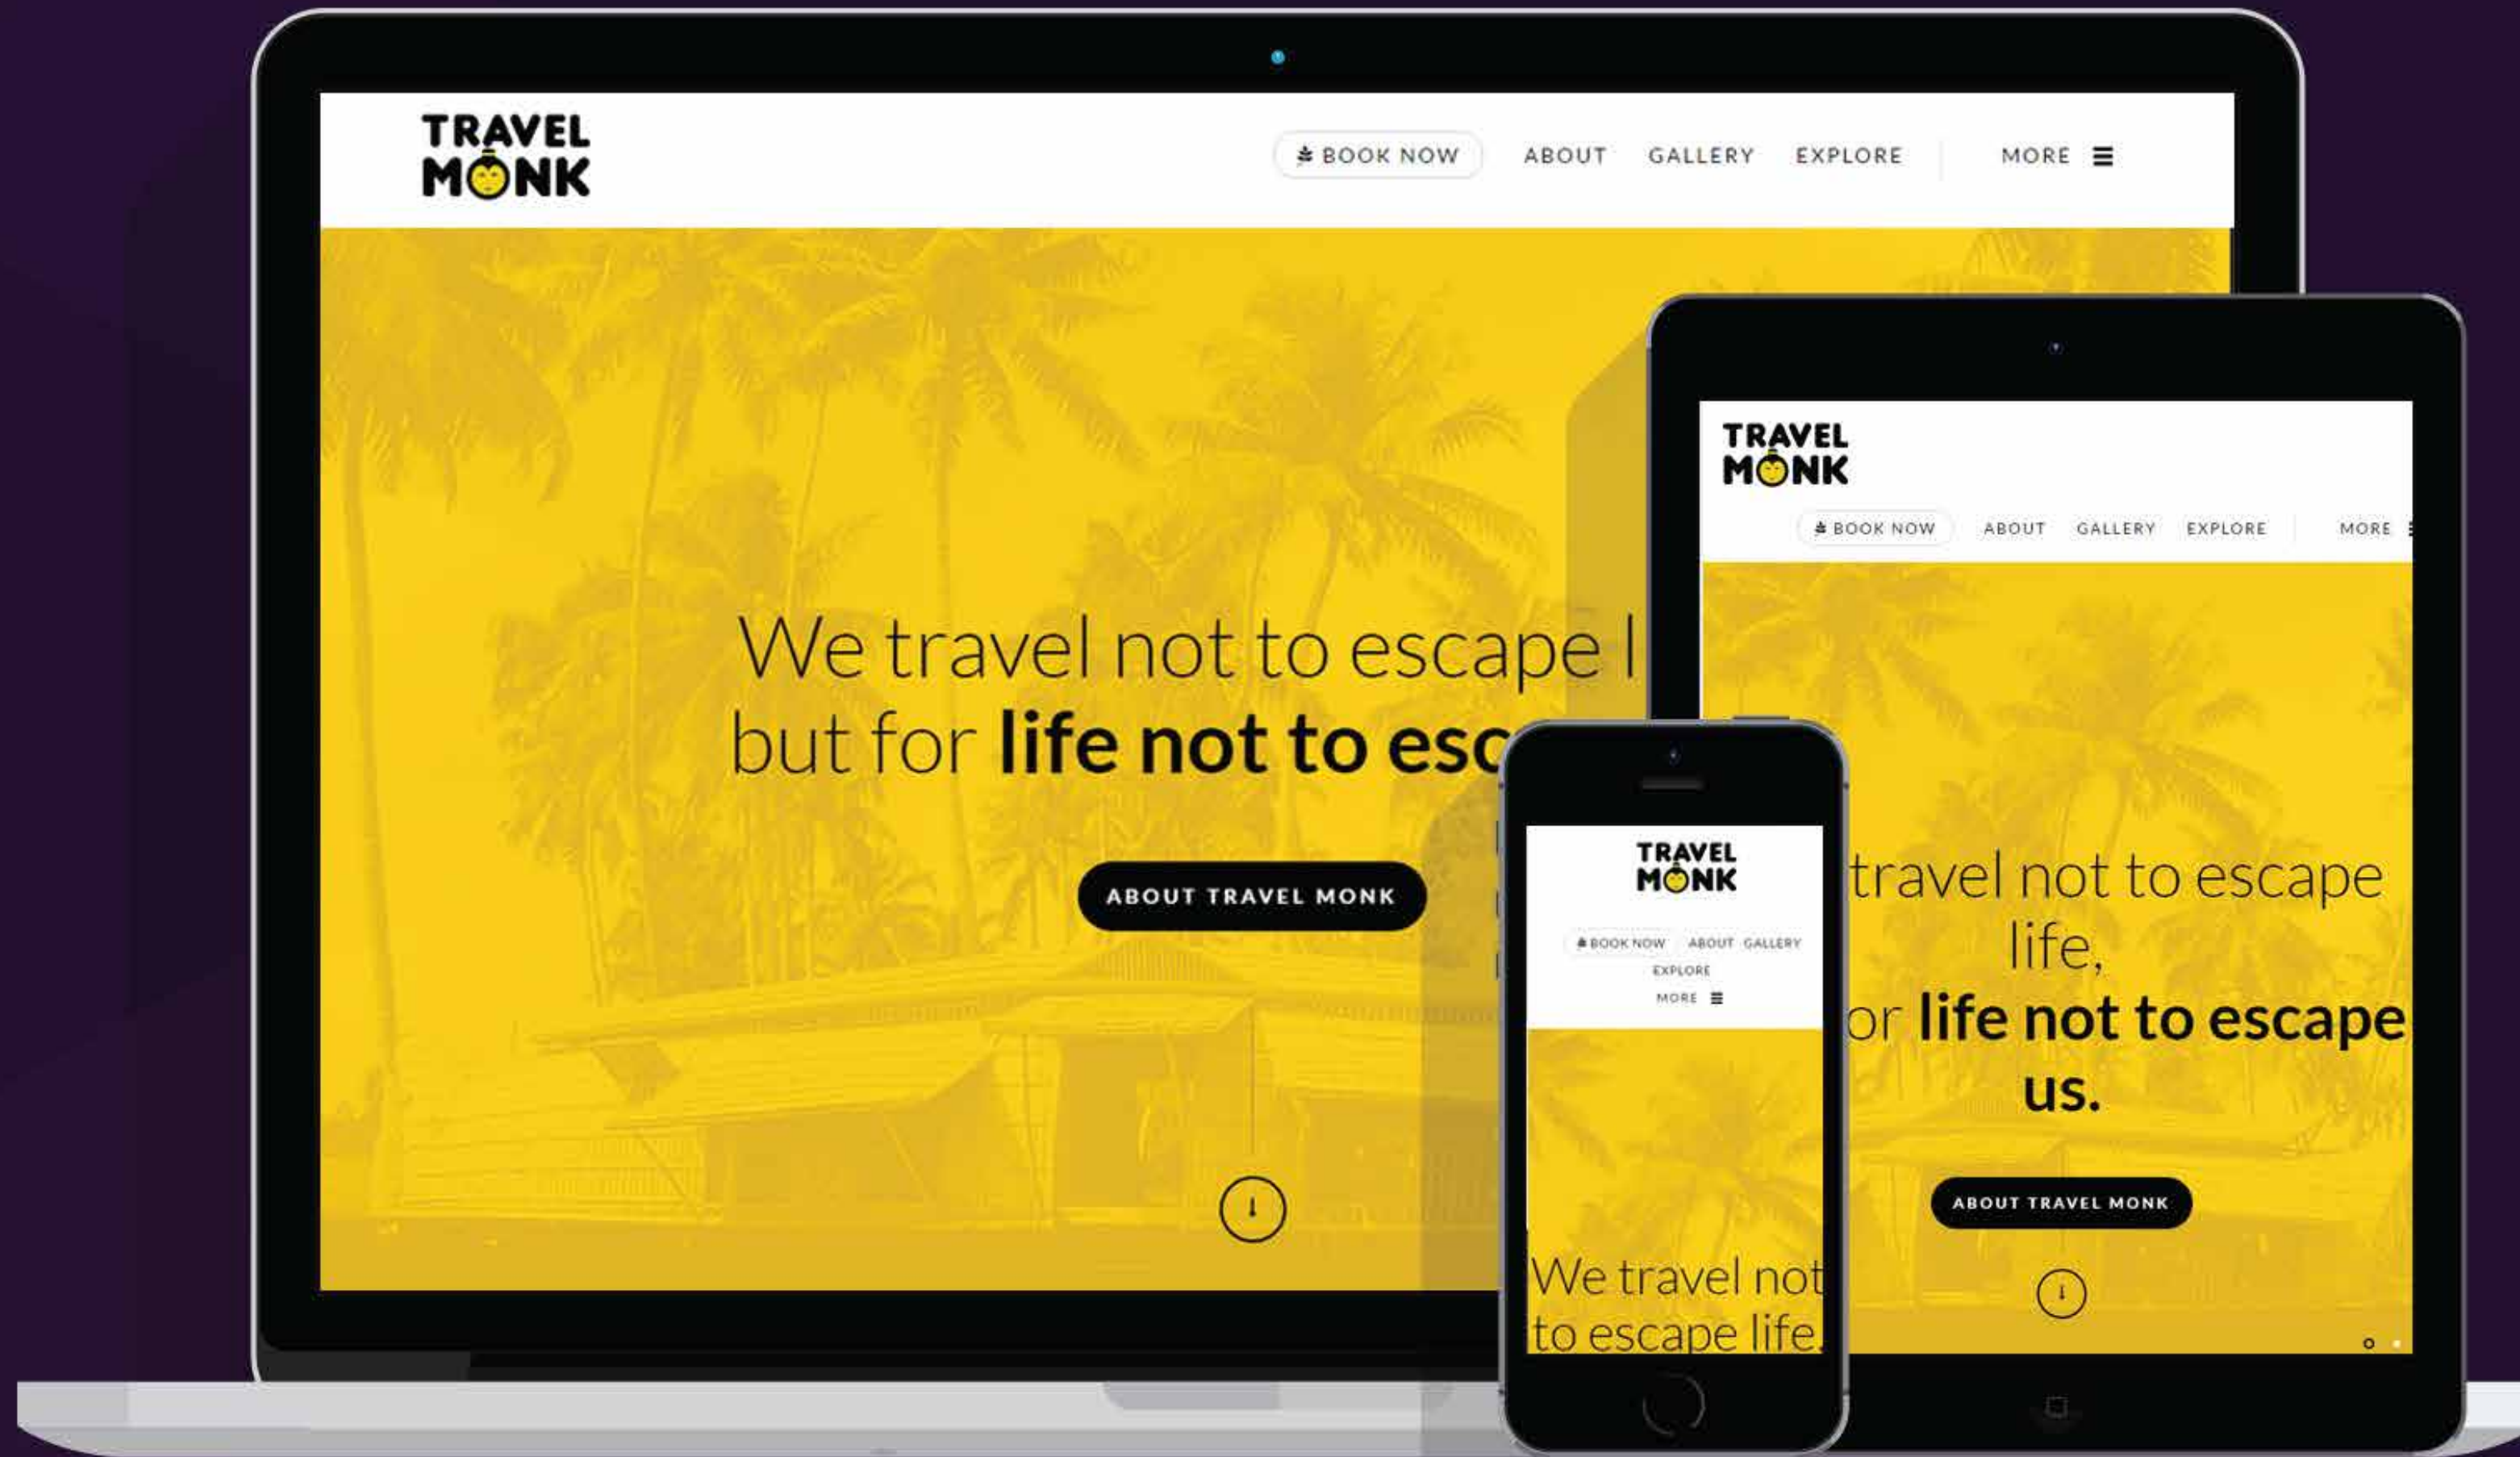 TRAVEL
MONK
BOOK NOW ABOUT GALLERY EXPLORE MORE
We travel not to escape l
but for life not to esc
ABOUT TRAVEL MONK
TRAVEL
MONK
BOOK NOW ABOUT GALLERY EXPLORE MORE
travel not to escape
life,
or life not to escape
us.
ABOUT TRAVEL MONK
TRAVEL
MONK
BOOK NOW ABOUT GALLERY
EXPLORE
MORE
We travel not
to escape life,